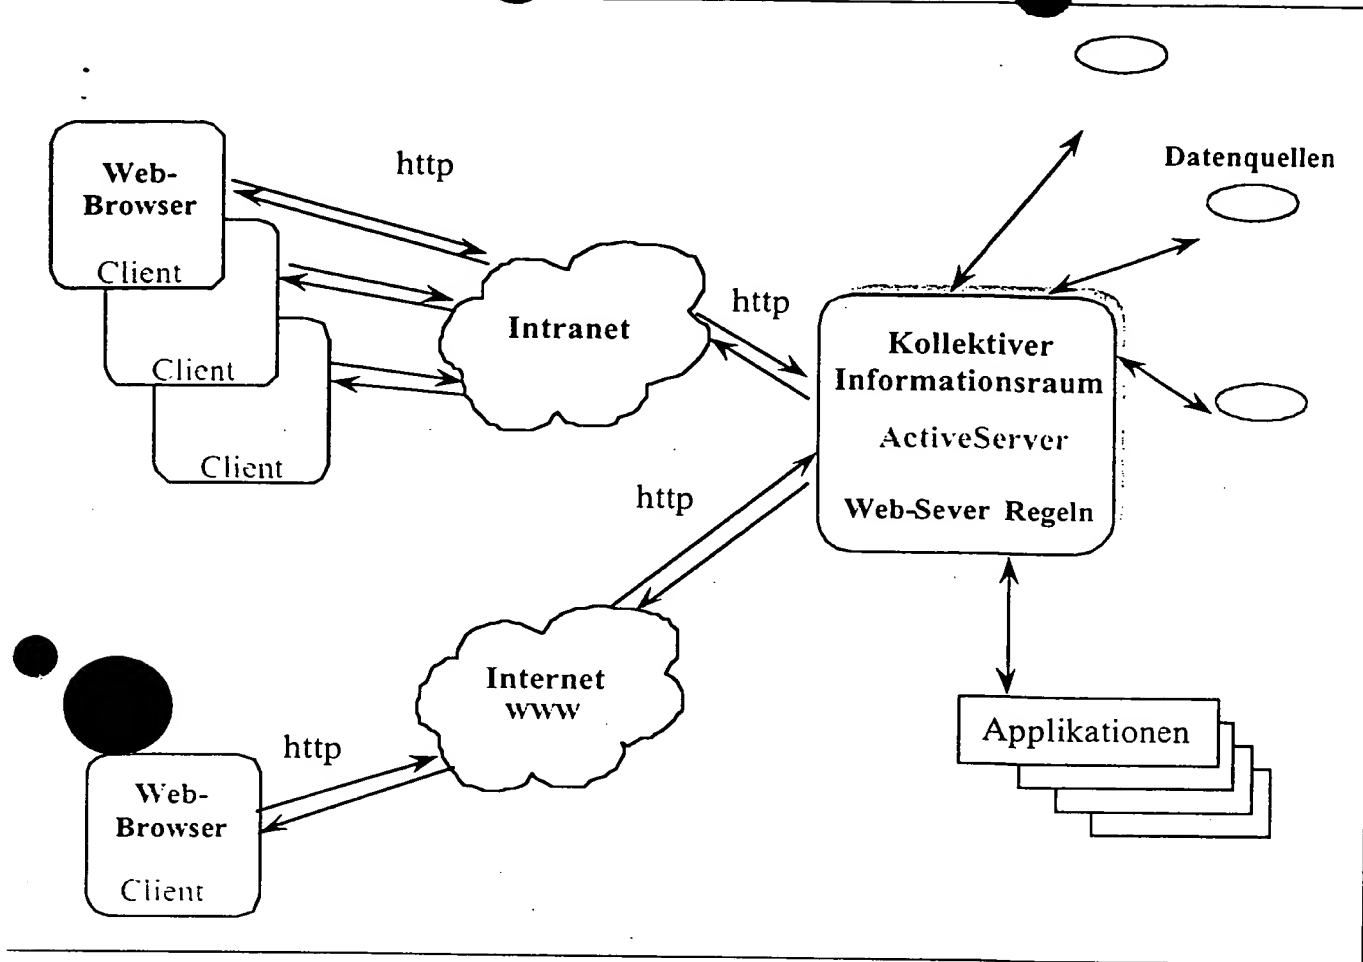 http
Datenquellen
Web-
Browser
Client
Client
Client
Intranet
http
Kollektiver
Informationsraum
ActiveServer
Web-Sever Regeln
http
Internet
WWW
http
Web-
Browser
Client
Applikationen